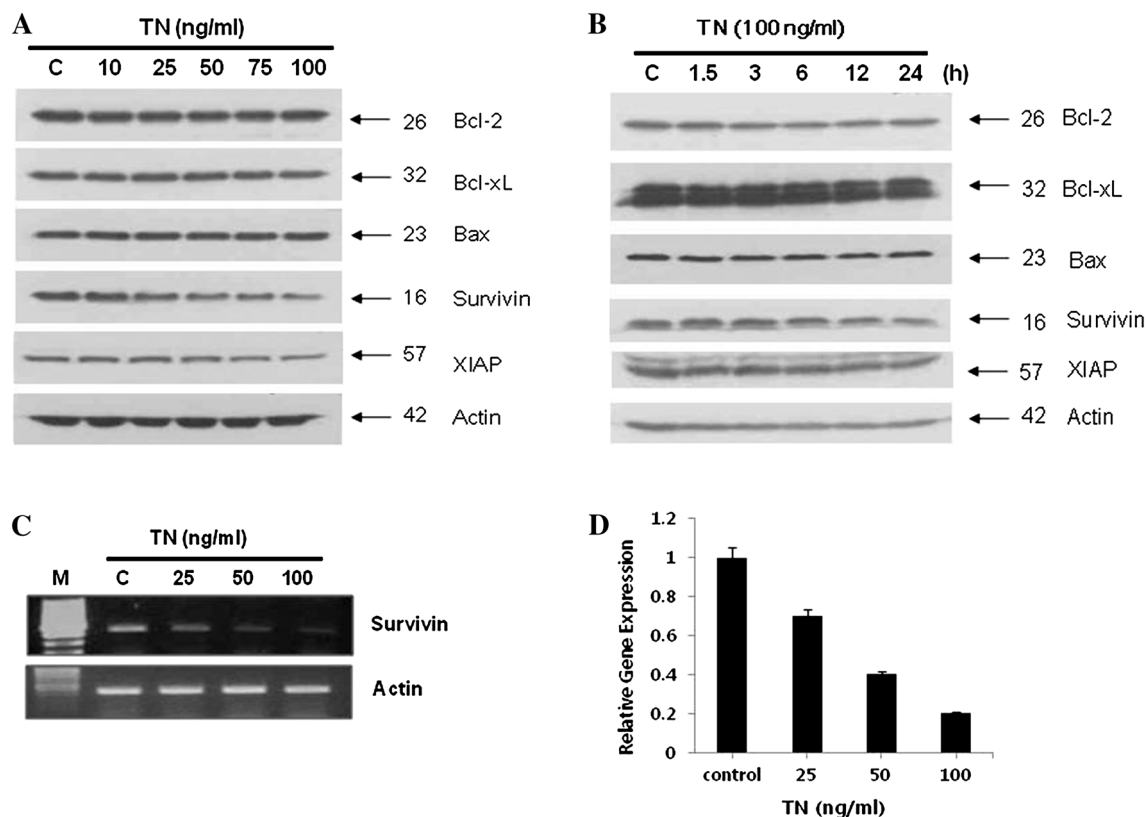 A
TN (ng/ml)
C 10 25 50 75 100
26 Bcl-2
32 Bcl-xL
23 Bax
16 Survivin
57 XIAP
42 Actin
B
TN (100 ng/ml)
C 1.5 3 6 12 24 (h)
26 Bcl-2
32 Bcl-xL
23 Bax
16 Survivin
57 XIAP
42 Actin
C
TN (ng/ml)
M C 25 50 100
Survivin
Actin
D
Relative Gene Expression
1.2
1
0.8
0.6
0.4
0.2
0
control 25 50 100
TN (ng/ml)